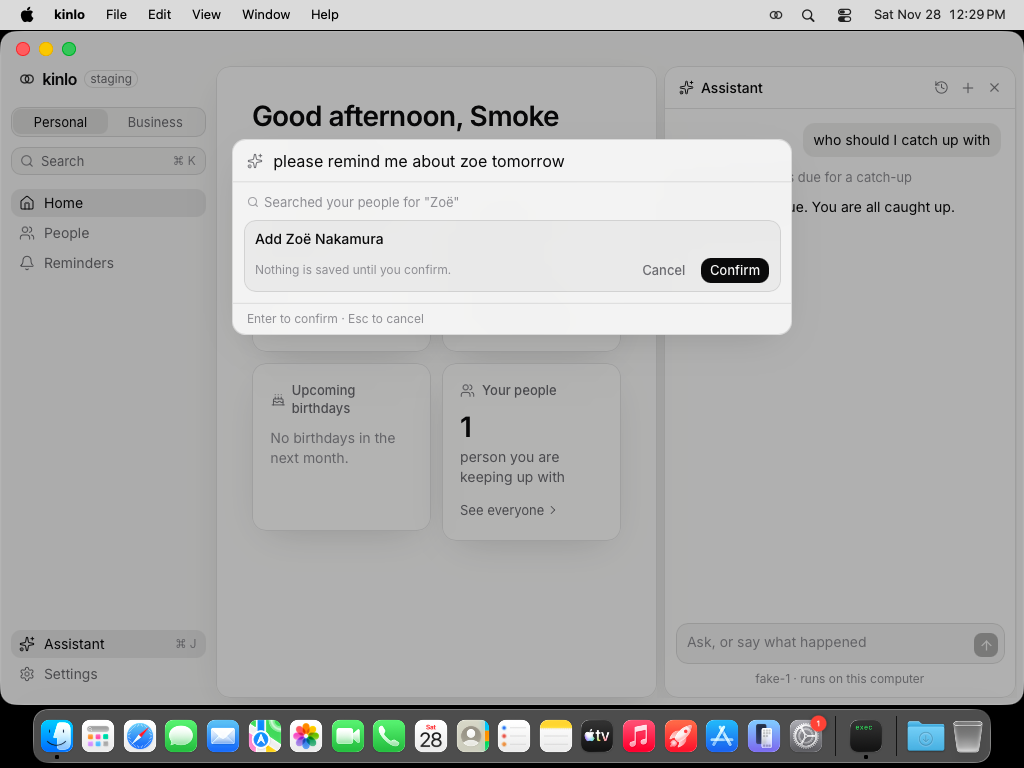 kinlo File Edit View Window Help Sat Nov 28 12:29 PM
kinlo staging
Personal Business
Search ⌘ K
Home
People
Reminders
Assistant ⌘ J
Settings
Good afternoon, Smoke
please remind me about zoe tomorrow
Searched your people for "Zoë"
Add Zoë Nakamura
Nothing is saved until you confirm. Cancel Confirm
Enter to confirm · Esc to cancel
Upcoming
birthdays
No birthdays in the
next month.
Your people
1
person you are
keeping up with
See everyone
Assistant
who should I catch up with
due for a catch-up
You are all caught up.
Ask, or say what happened
fake-1 · runs on this computer
Sat
28
tv
1
exec